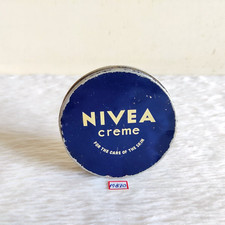 NIVEA
creme
FOR THE CARE OF THE SKIN